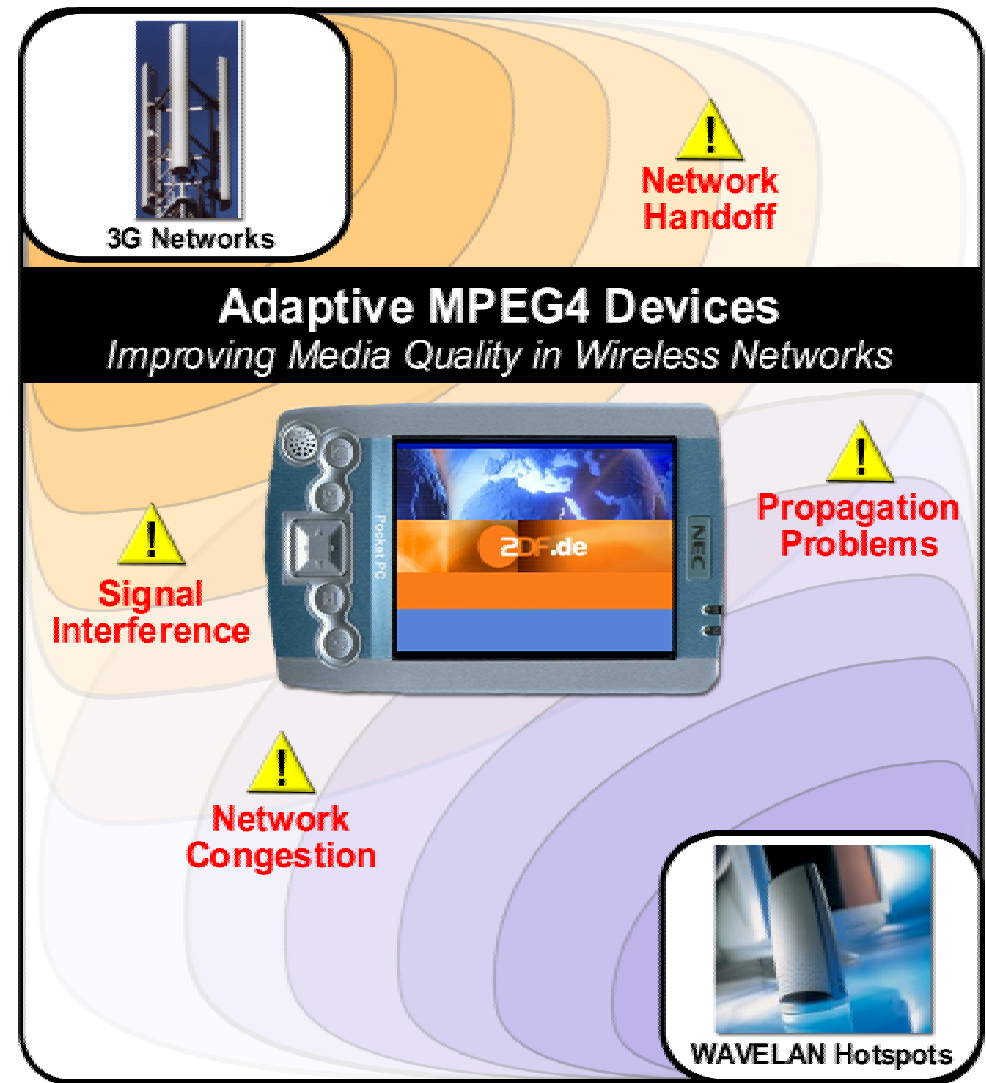 3G Networks
!
Network
Handoff
Adaptive MPEG4 Devices
Improving Media Quality in Wireless Networks
!
Propagation
Problems
!
Signal
Interference
Pocket PC
2DF.de
NEC
!
Network
Congestion
WAVELAN Hotspots